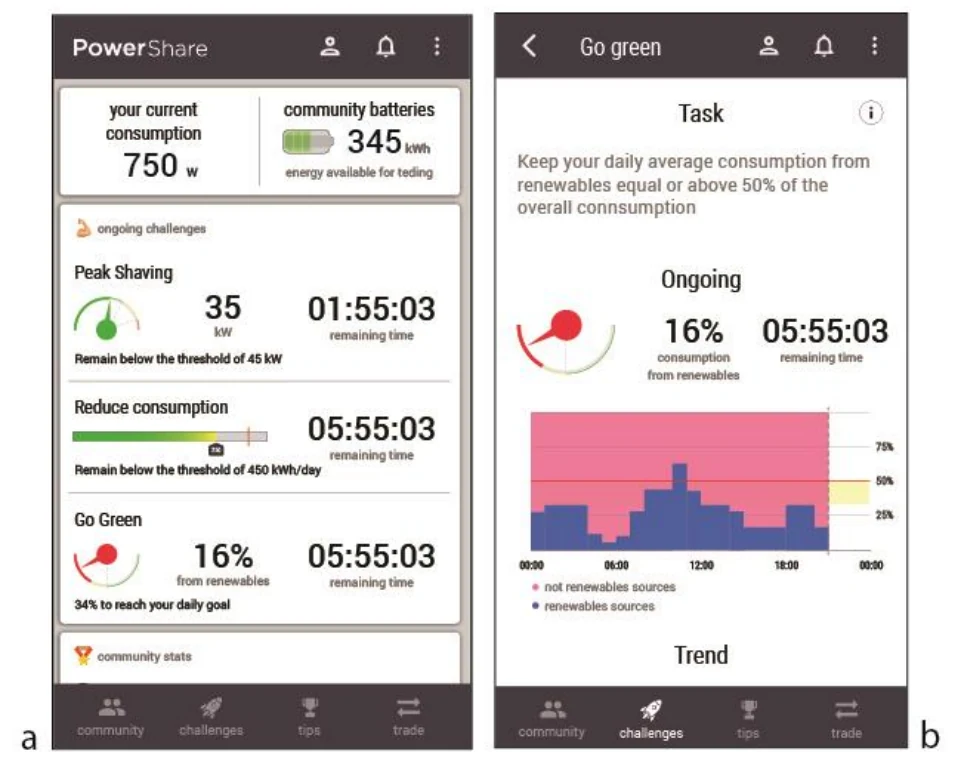 PowerShare
your current
consumption
750 w
community batteries
345 kWh
energy available for teding
ongoing challenges
Peak Shaving
35
kW
01:55:03
remaining time
Remain below the threshold of 45 kW
Reduce consumption
05:55:03
remaining time
Remain below the threshold of 450 kWh/day
Go Green
16%
from renewables
05:55:03
remaining time
34% to reach your daily goal
community stats
community
challenges
tips
trade
a
Go green
Task
i
Keep your daily average consumption from
renewables equal or above 50% of the
overall connsumption
Ongoing
16%
consumption
from renewables
05:55:03
remaining time
75%
50%
25%
00:00 06:00 12:00 18:00 00:00
not renewables sources
renewables sources
Trend
community
challenges
tips
trade
b